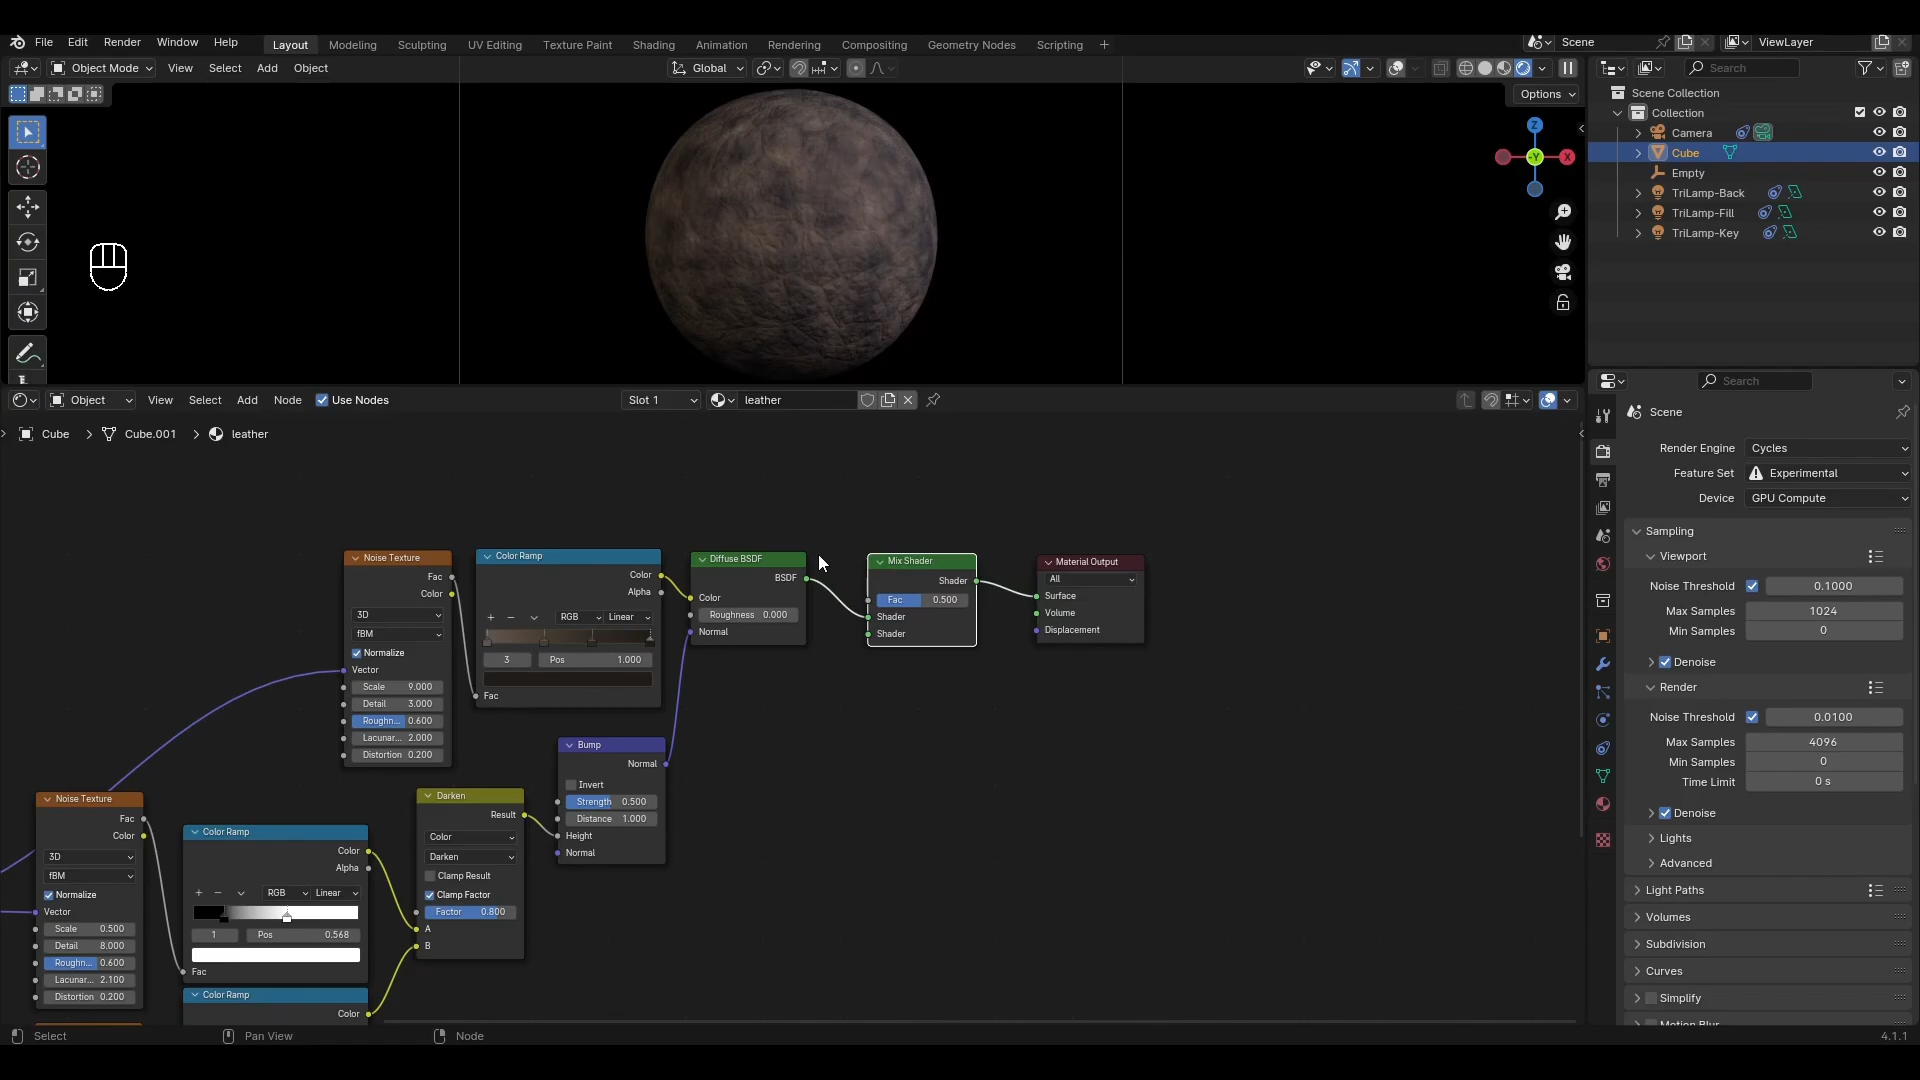 File Edit Render Window Help Layout Modeling Sculpting UV Editing Texture Paint Shading Animation Rendering Compositing Geometry Nodes Scripting + Scene ViewLayer
Object Mode View Select Add Object Global Search
Options
Scene Collection
Collection
Camera
Cube
Empty
TriLamp-Back
TriLamp-Fill
TriLamp-Key
Z
-Y
X
Object View Select Add Node Use Nodes Slot 1 leather
Cube Cube.001 leather
Noise Texture
Fac
Color
3D
fBM
Normalize
Vector
Scale 9.000
Detail 3.000
Roughn... 0.600
Lacunar... 2.000
Distortion 0.200
Color Ramp
Color
Alpha
RGB Linear
3 Pos 1.000
Fac
Diffuse BSDF
BSDF
Color
Roughness 0.000
Normal
Mix Shader
Shader
Fac 0.500
Shader
Shader
Material Output
All
Surface
Volume
Displacement
Bump
Normal
Invert
Strength 0.500
Distance 1.000
Height
Normal
Noise Texture
Fac
Color
3D
fBM
Normalize
Vector
Scale 0.500
Detail 8.000
Roughn... 0.600
Lacunar... 2.100
Distortion 0.200
Color Ramp
Color
Alpha
RGB Linear
1 Pos 0.568
Fac
Color Ramp
Color
Darken
Result
Color
Darken
Clamp Result
Clamp Factor
Factor 0.800
A
B
Search
Scene
Render Engine Cycles
Feature Set Experimental
Device GPU Compute
Sampling
Viewport
Noise Threshold 0.1000
Max Samples 1024
Min Samples 0
Denoise
Render
Noise Threshold 0.0100
Max Samples 4096
Min Samples 0
Time Limit 0 s
Denoise
Lights
Advanced
Light Paths
Volumes
Subdivision
Curves
Simplify
Motion Blur
Select Pan View Node 4.1.1